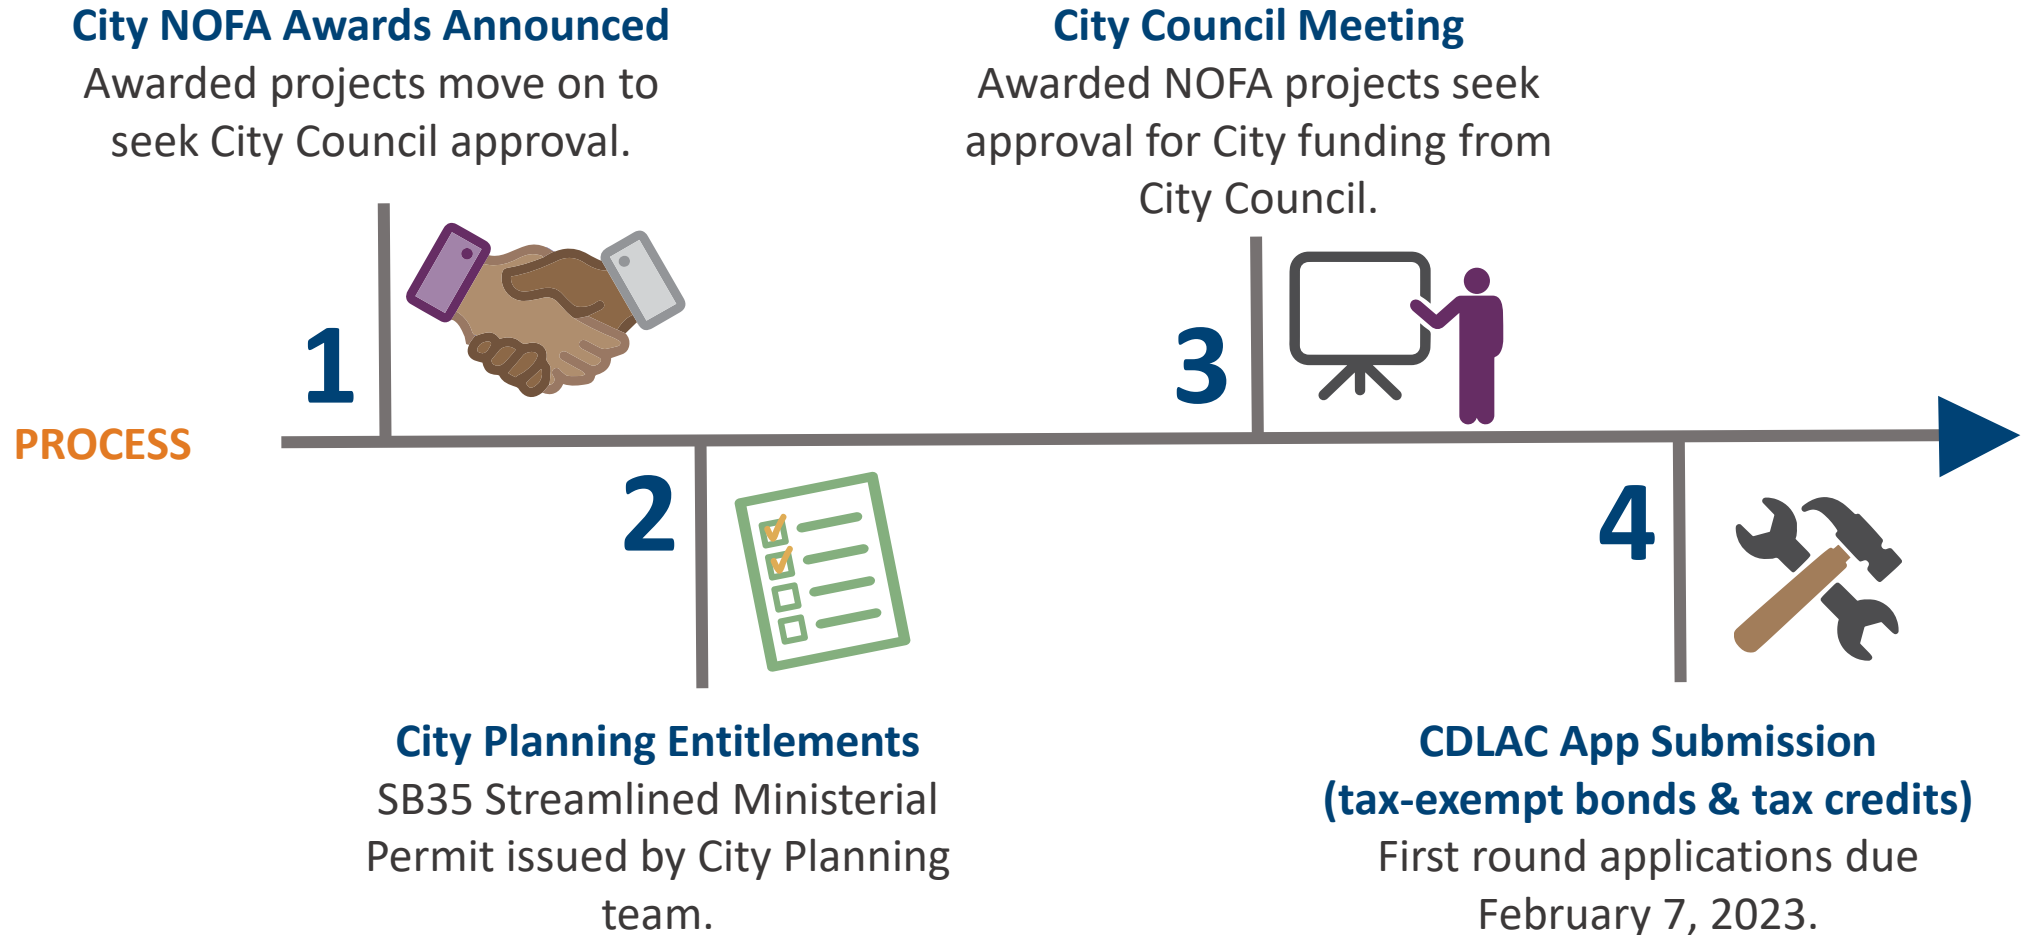 City NOFA Awards Announced
Awarded projects move on to
seek City Council approval.
City Council Meeting
Awarded NOFA projects seek
approval for City funding from
City Council.
1
3
PROCESS
2
4
City Planning Entitlements
SB35 Streamlined Ministerial
Permit issued by City Planning
team.
CDLAC App Submission
(tax-exempt bonds & tax credits)
First round applications due
February 7, 2023.